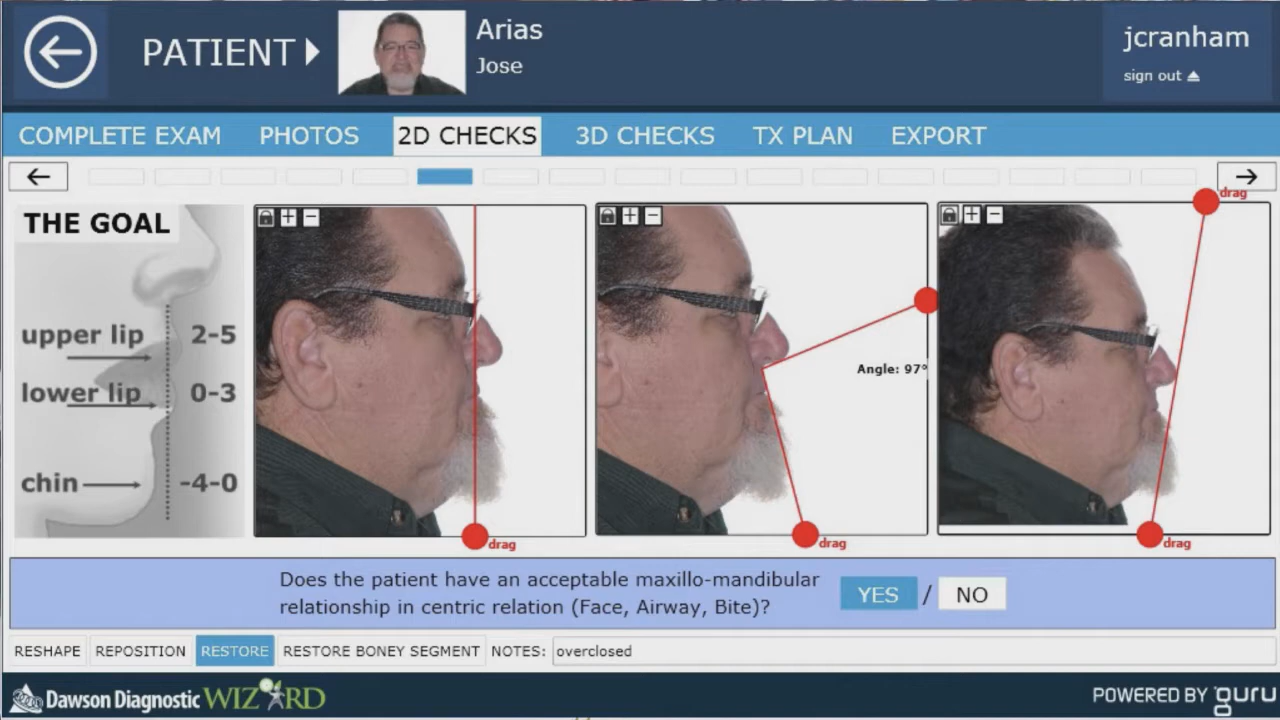 PATIENT
Arias
Jose
jcranham
sign out
COMPLETE EXAM PHOTOS 2D CHECKS 3D CHECKS TX PLAN EXPORT
THE GOAL
upper lip 2-5
lower lip 0-3
chin -4-0
drag
Angle: 97°
drag
drag
drag
Does the patient have an acceptable maxillo-mandibular
relationship in centric relation (Face, Airway, Bite)?
YES / NO
RESHAPE REPOSITION RESTORE RESTORE BONEY SEGMENT NOTES: overclosed
Dawson Diagnostic WIZARD
POWERED BY guru